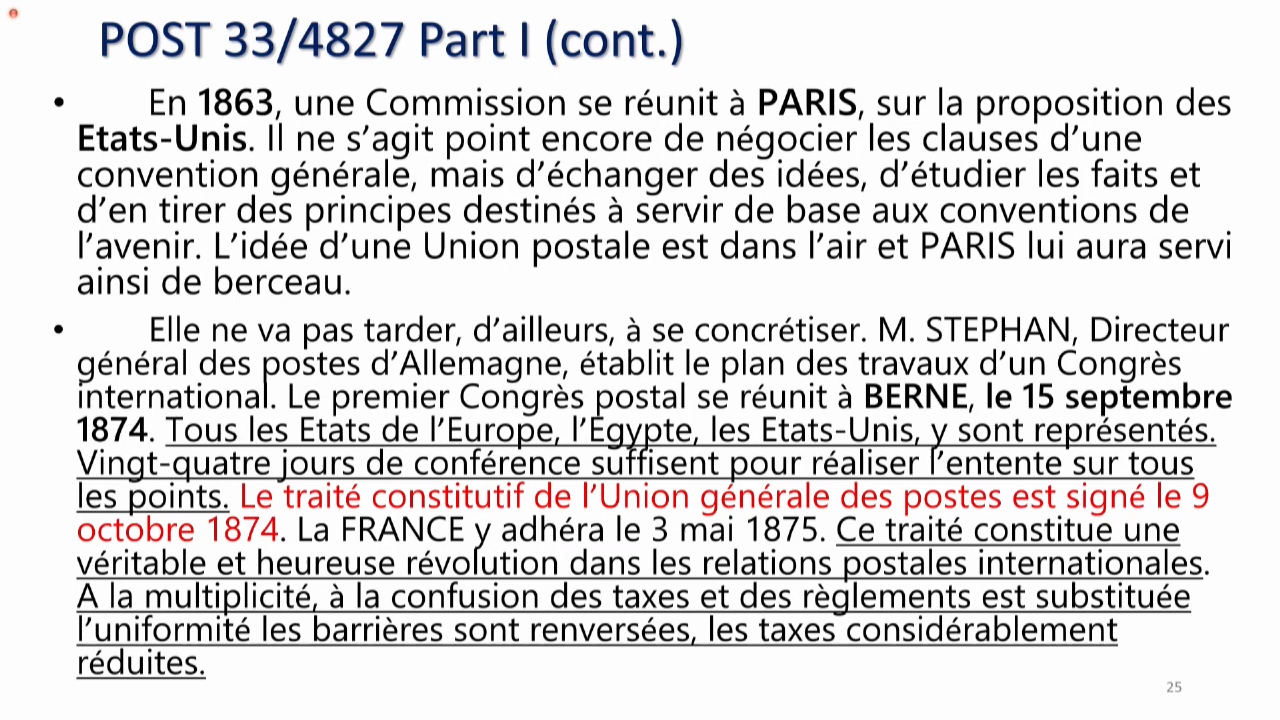 POST 33/4827 Part I (cont.)
• En 1863, une Commission se réunit à PARIS, sur la proposition des
Etats-Unis. Il ne s’agit point encore de négocier les clauses d’une
convention générale, mais d’échanger des idées, d’étudier les faits et
d’en tirer des principes destinés à servir de base aux conventions de
l’avenir. L’idée d’une Union postale est dans l’air et PARIS lui aura servi
ainsi de berceau.
• Elle ne va pas tarder, d’ailleurs, à se concrétiser. M. STEPHAN, Directeur
général des postes d’Allemagne, établit le plan des travaux d’un Congrès
international. Le premier Congrès postal se réunit à BERNE, le 15 septembre
1874. Tous les Etats de l’Europe, l’Egypte, les Etats-Unis, y sont représentés.
Vingt-quatre jours de conférence suffisent pour réaliser l’entente sur tous
les points. Le traité constitutif de l’Union générale des postes est signé le 9
octobre 1874. La FRANCE y adhéra le 3 mai 1875. Ce traité constitue une
véritable et heureuse révolution dans les relations postales internationales.
A la multiplicité, à la confusion des taxes et des règlements est substituée
l’uniformité les barrières sont renversées, les taxes considérablement
réduites.
25